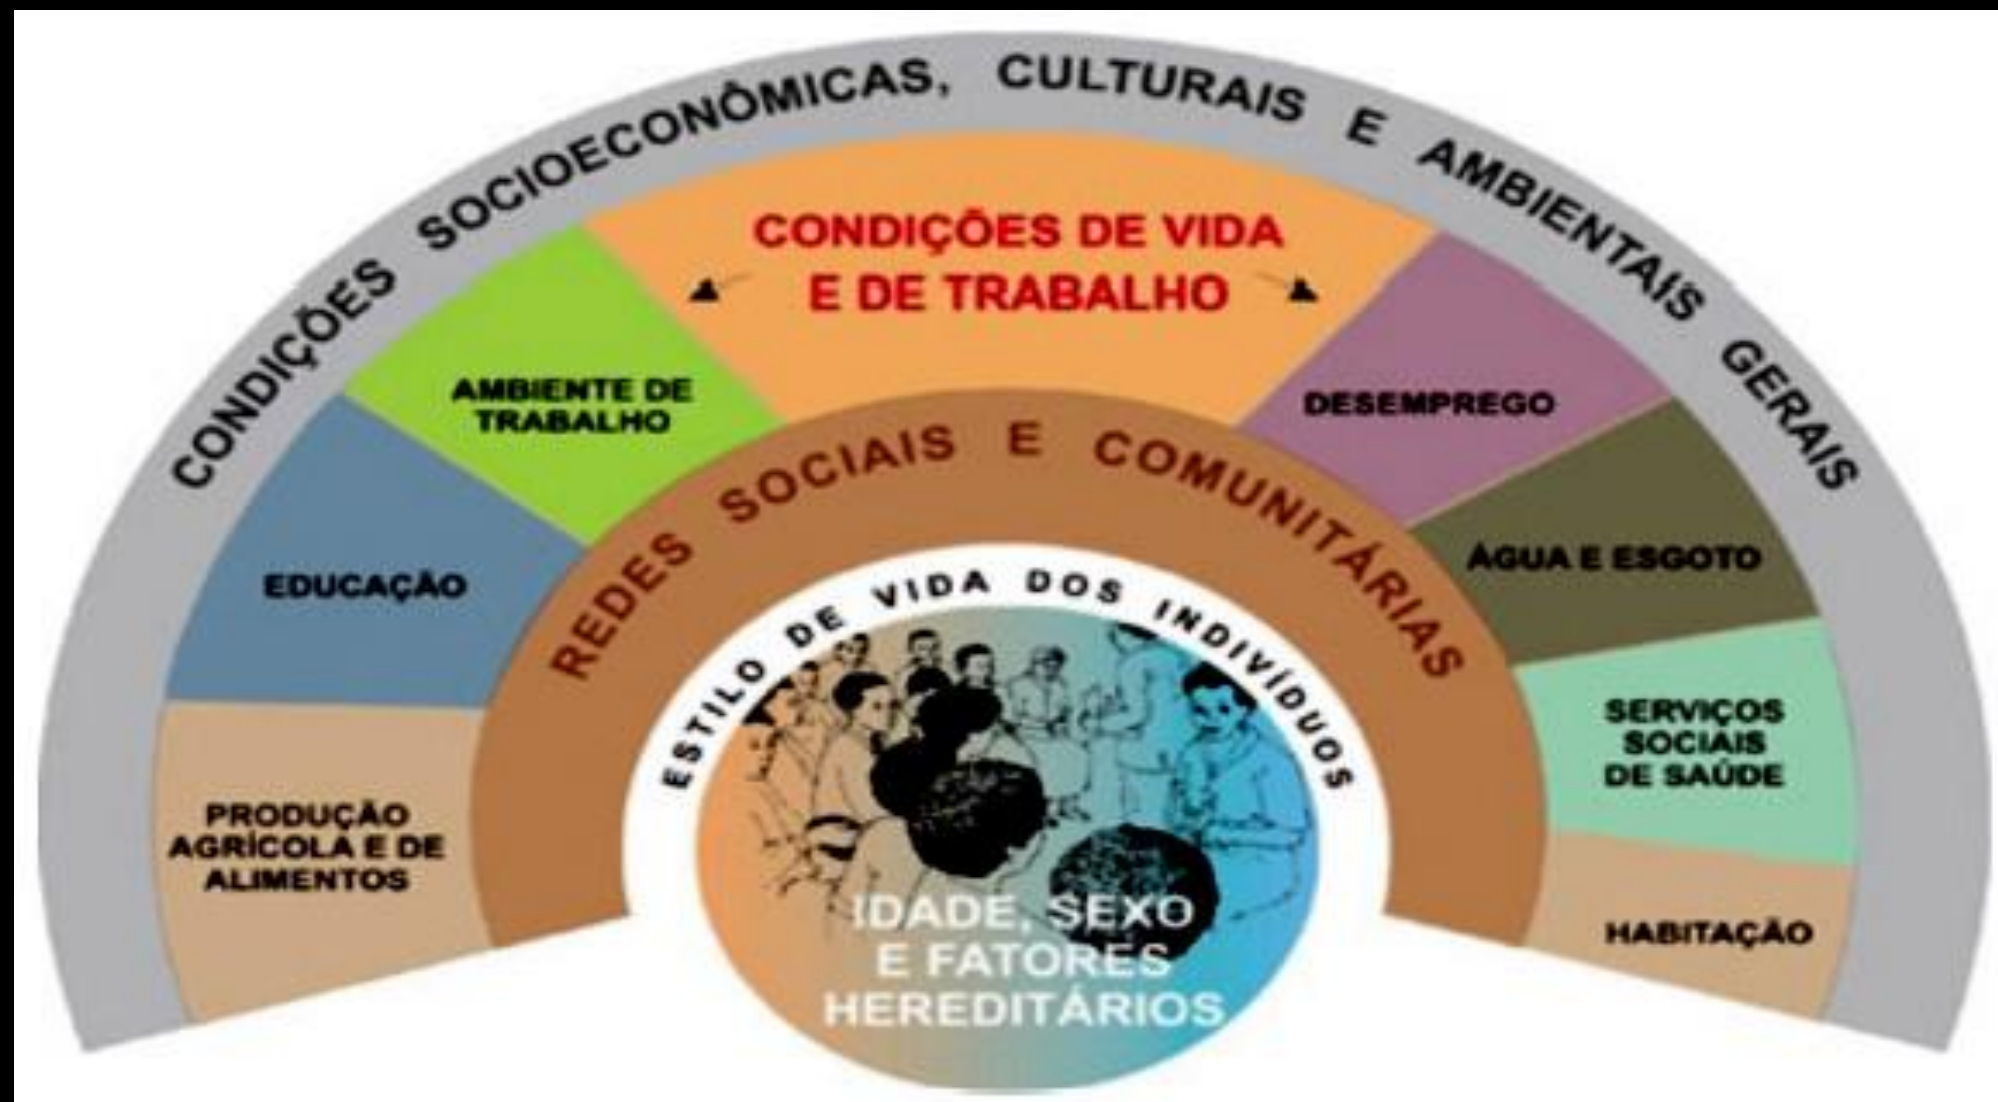 CONDIÇÕES SOCIOECONÔMICAS, CULTURAIS E AMBIENTAIS GERAIS
CONDIÇÕES DE VIDA
E DE TRABALHO
AMBIENTE DE
TRABALHO
DESEMPREGO
EDUCAÇÃO
ÁGUA E ESGOTO
PRODUÇÃO
AGRÍCOLA E DE
ALIMENTOS
SERVIÇOS
SOCIAIS
DE SAÚDE
HABITAÇÃO
REDES SOCIAIS E COMUNITÁRIAS
ESTILO DE VIDA DOS INDIVÍDUOS
IDADE, SEXO
E FATORES
HEREDITÁRIOS